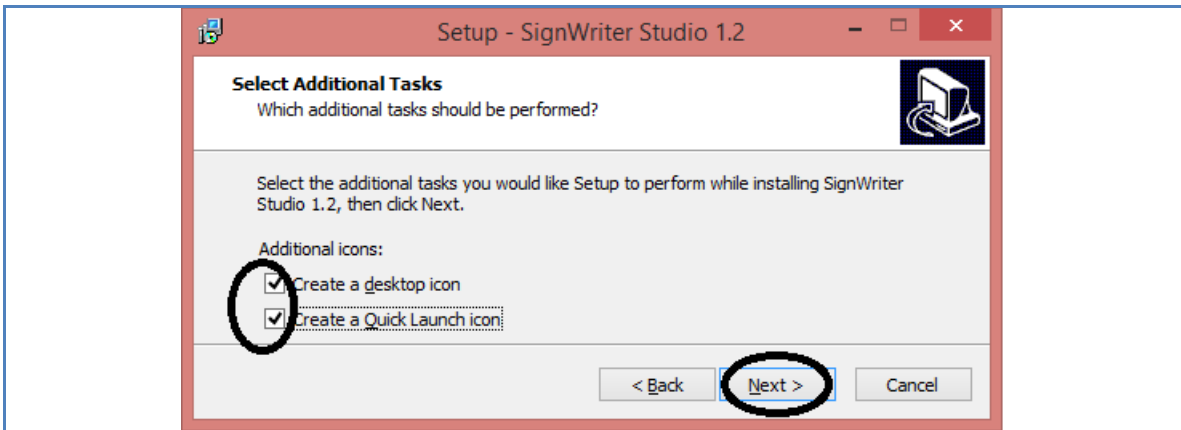 Setup - SignWriter Studio 1.2
Select Additional Tasks
Which additional tasks should be performed?
Select the additional tasks you would like Setup to perform while installing SignWriter
Studio 1.2, then click Next.
Additional icons:
Create a desktop icon
Create a Quick Launch icon
< Back Next > Cancel